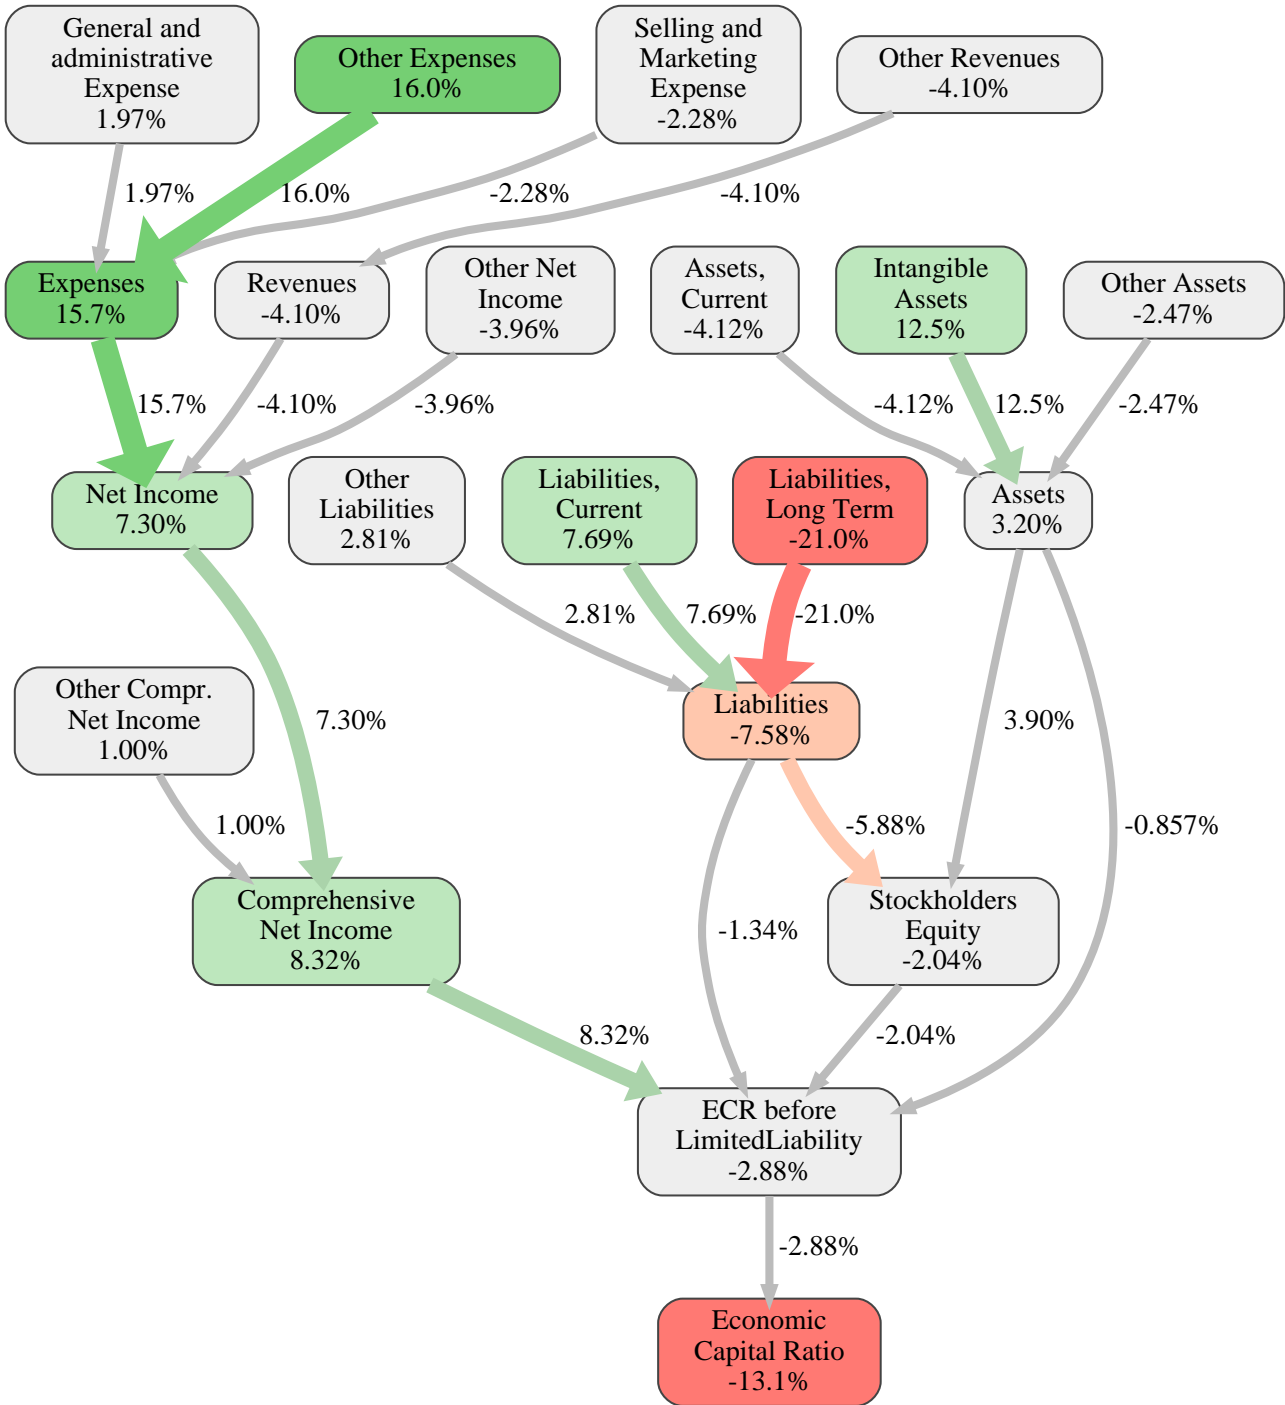 General and
administrative
Expense
1.97%
Other Expenses
16.0%
Selling and
Marketing
Expense
-2.28%
Other Revenues
-4.10%
1.97%
16.0%
-2.28%
-4.10%
Expenses
15.7%
Revenues
-4.10%
Other Net
Income
-3.96%
Assets,
Current
-4.12%
Intangible
Assets
12.5%
Other Assets
-2.47%
15.7%
-4.10%
-3.96%
-4.12%
12.5%
-2.47%
Net Income
7.30%
Other
Liabilities
2.81%
Liabilities,
Current
7.69%
Liabilities,
Long Term
-21.0%
Assets
3.20%
2.81%
7.69%
-21.0%
Other Compr.
Net Income
1.00%
7.30%
Liabilities
-7.58%
3.90%
1.00%
-5.88%
-0.857%
Comprehensive
Net Income
8.32%
-1.34%
Stockholders
Equity
-2.04%
8.32%
-2.04%
ECR before
LimitedLiability
-2.88%
-2.88%
Economic
Capital Ratio
-13.1%